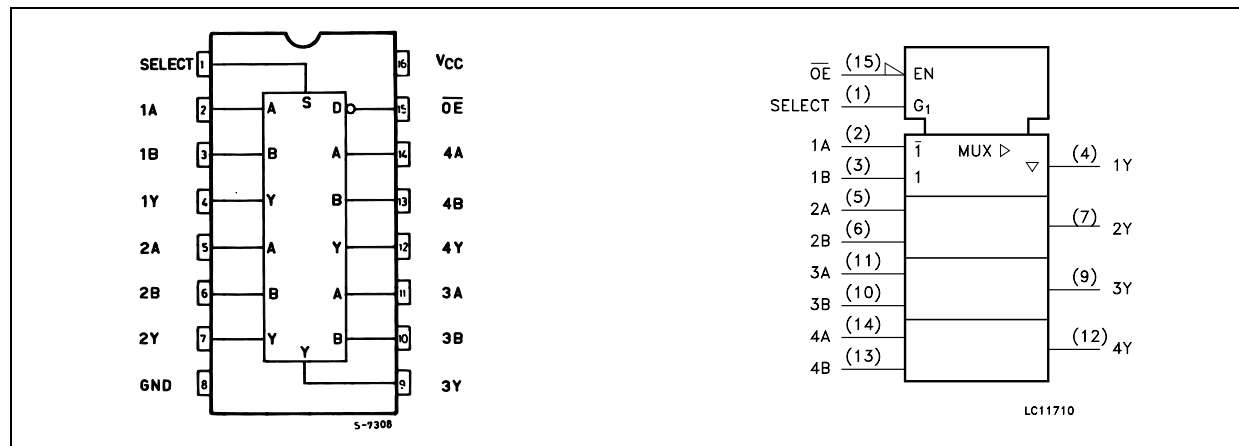 SELECT 1 16 VCC
1A 2 A S D 15 OE
1B 3 B A 14 4A
1Y 4 Y B 13 4B
2A 5 A Y 12 4Y
2B 6 B A 11 3A
2Y 7 Y B 10 3B
GND 8 Y 9 3Y
S-7308
OE (15) EN
SELECT (1) G1
1A (2) 1 MUX (4) 1Y
1B (3) 1
2A (5) (7) 2Y
2B (6)
3A (11) (9) 3Y
3B (10)
4A (14) (12) 4Y
4B (13)
LC11710